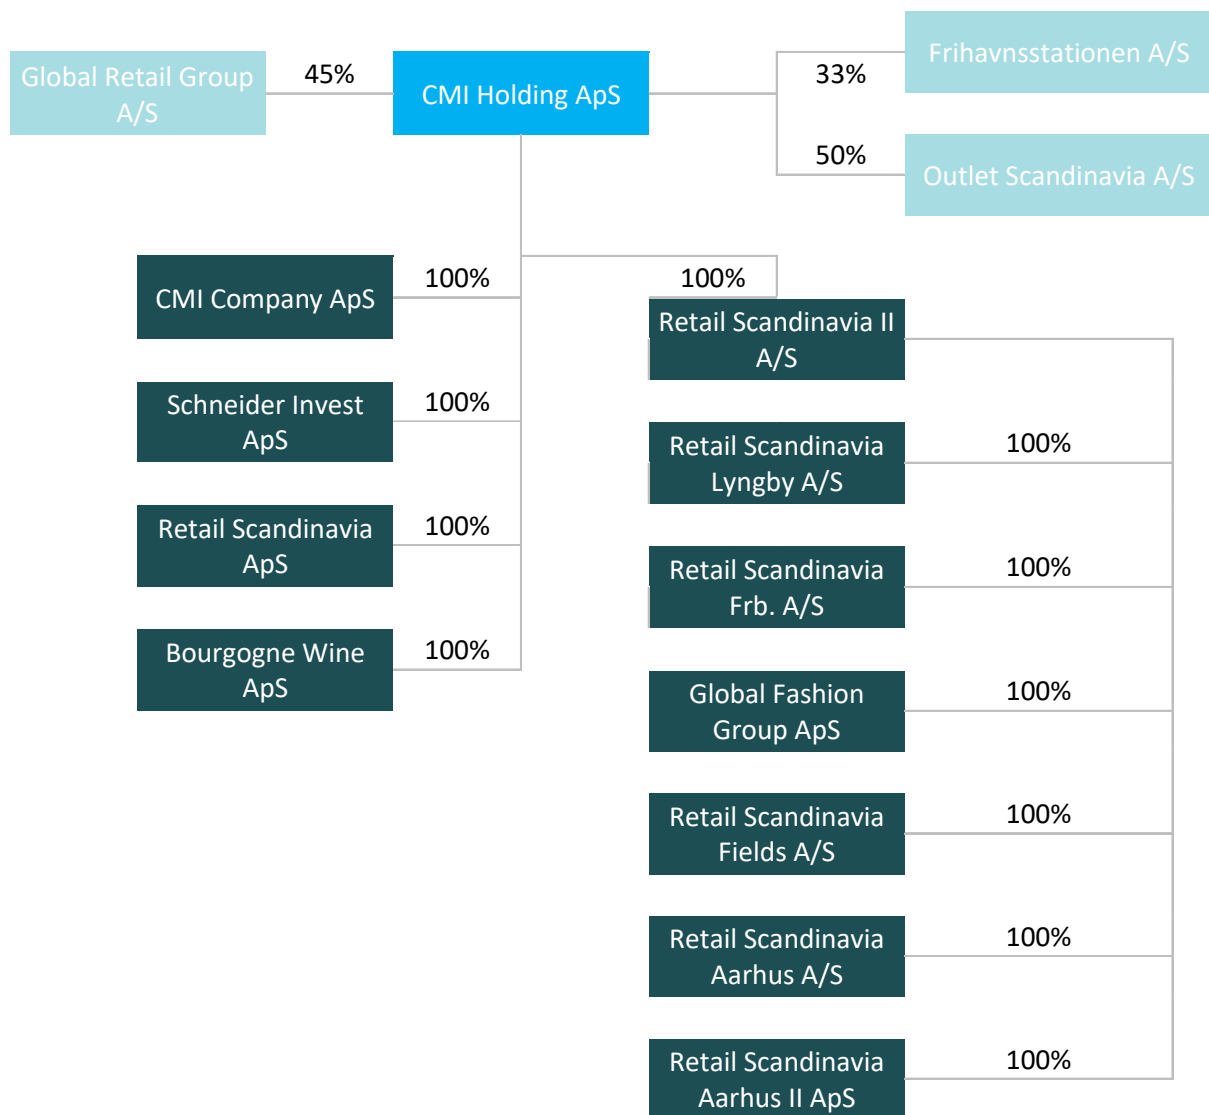 Global Retail Group
A/S
45%
CMI Holding ApS
33%
Frihavnsstationen A/S
50%
Outlet Scandinavia A/S
CMI Company ApS
100%
100%
Retail Scandinavia II
A/S
Schneider Invest
ApS
100%
Retail Scandinavia
Lyngby A/S
100%
Retail Scandinavia
ApS
100%
Retail Scandinavia
Frb. A/S
100%
Bourgogne Wine
ApS
100%
Global Fashion
Group ApS
100%
Retail Scandinavia
Fields A/S
100%
Retail Scandinavia
Aarhus A/S
100%
Retail Scandinavia
Aarhus II ApS
100%